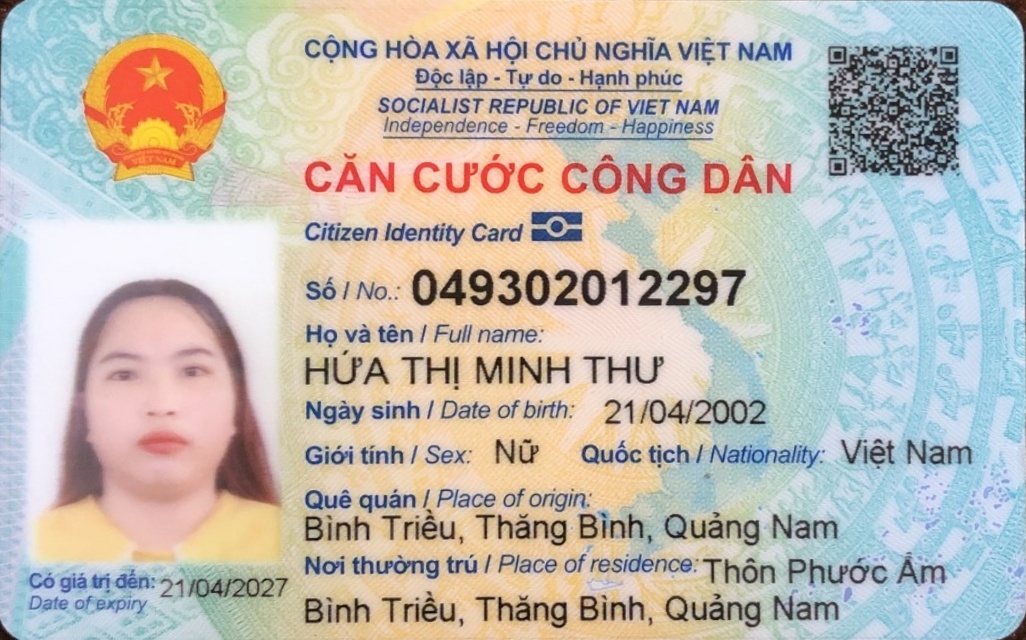 CỘNG HÒA XÃ HỘI CHỦ NGHĨA VIỆT NAM
Độc lập - Tự do - Hạnh phúc
SOCIALIST REPUBLIC OF VIET NAM
Independence - Freedom - Happiness
CĂN CƯỚC CÔNG DÂN
Citizen Identity Card
Số / No.: 049302012297
Họ và tên / Full name:
HỨA THỊ MINH THƯ
Ngày sinh / Date of birth: 21/04/2002
Giới tính / Sex: Nữ Quốc tịch / Nationality: Việt Nam
Quê quán / Place of origin:
Bình Triều, Thăng Bình, Quảng Nam
Nơi thường trú / Place of residence: Thôn Phước Ấm
Bình Triều, Thăng Bình, Quảng Nam
Có giá trị đến: 21/04/2027
Date of expiry
VIỆT NAM